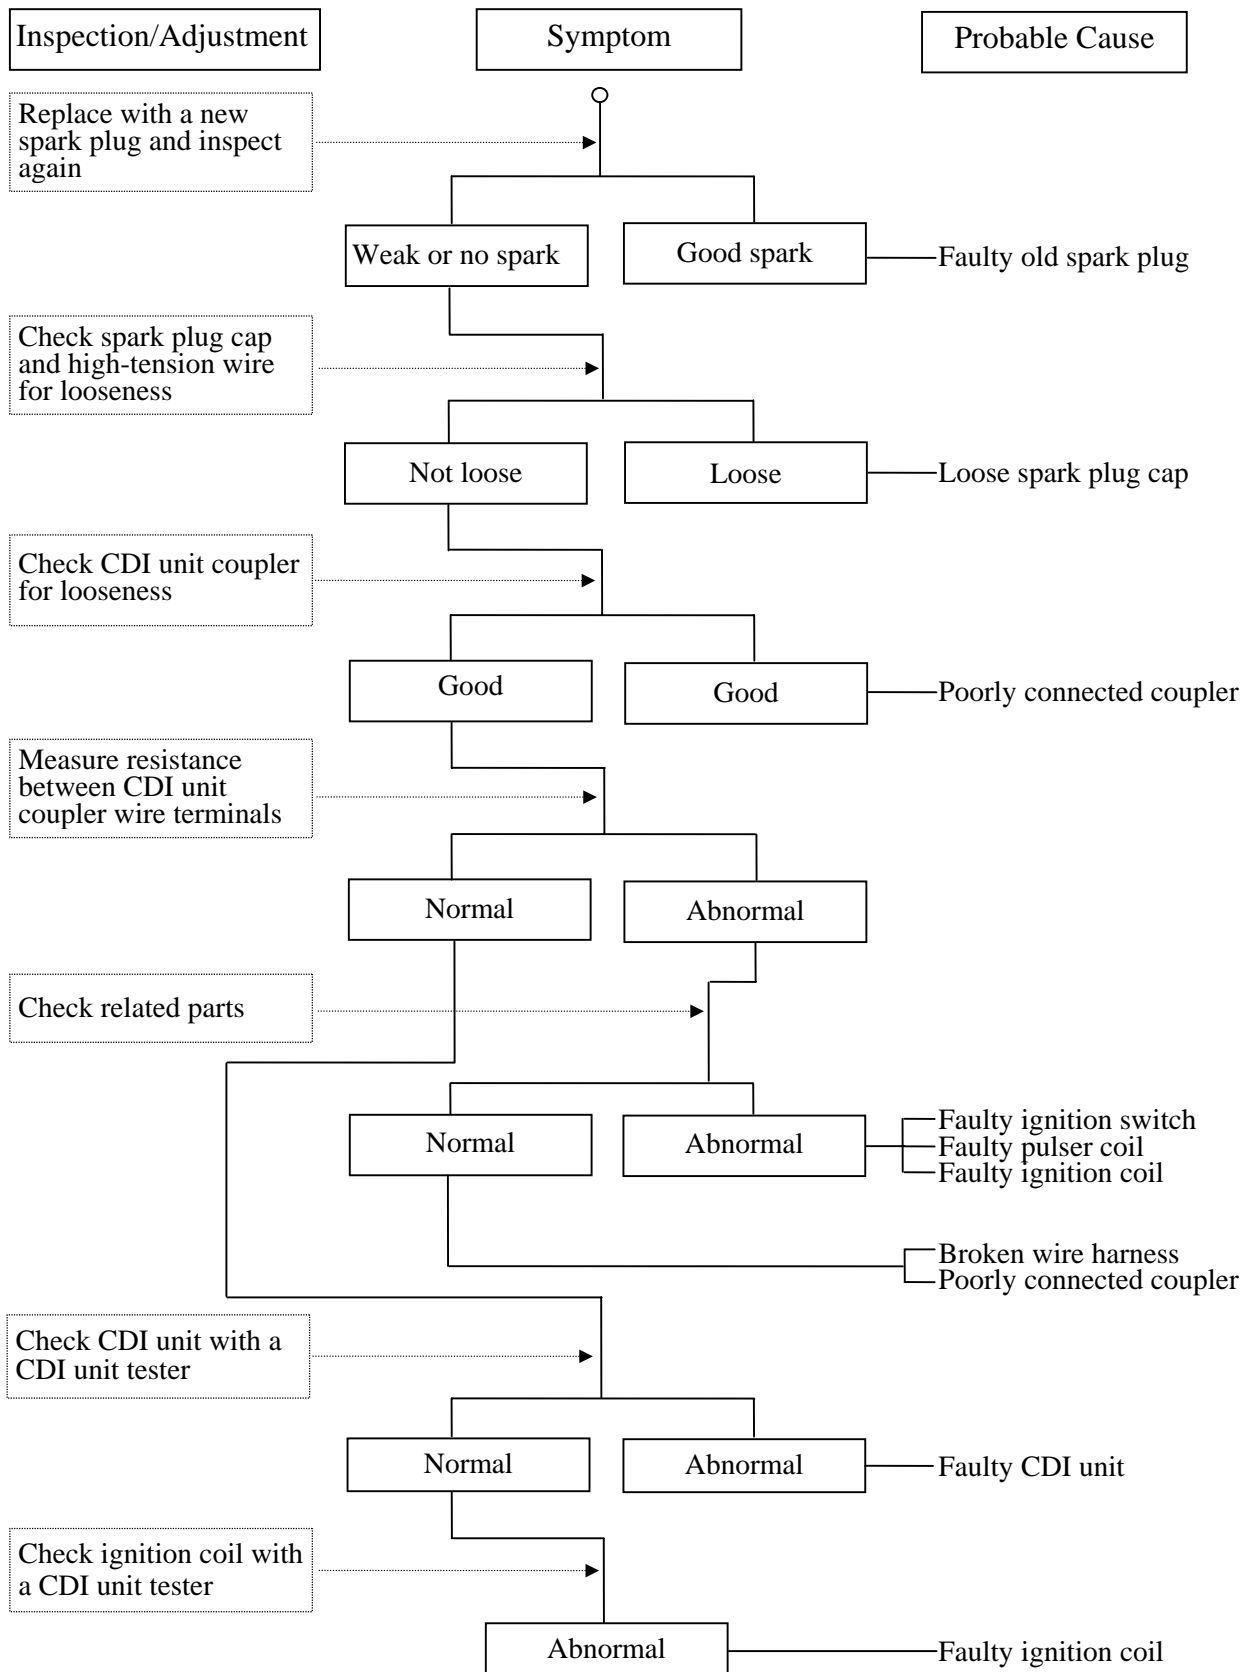 Inspection/Adjustment
Symptom
Probable Cause
Replace with a new
spark plug and inspect
again
Weak or no spark
Good spark
Faulty old spark plug
Check spark plug cap
and high-tension wire
for looseness
Not loose
Loose
Loose spark plug cap
Check CDI unit coupler
for looseness
Good
Good
Poorly connected coupler
Measure resistance
between CDI unit
coupler wire terminals
Normal
Abnormal
Check related parts
Normal
Abnormal
Faulty ignition switch
Faulty pulser coil
Faulty ignition coil
Broken wire harness
Poorly connected coupler
Check CDI unit with a
CDI unit tester
Normal
Abnormal
Faulty CDI unit
Check ignition coil with
a CDI unit tester
Abnormal
Faulty ignition coil